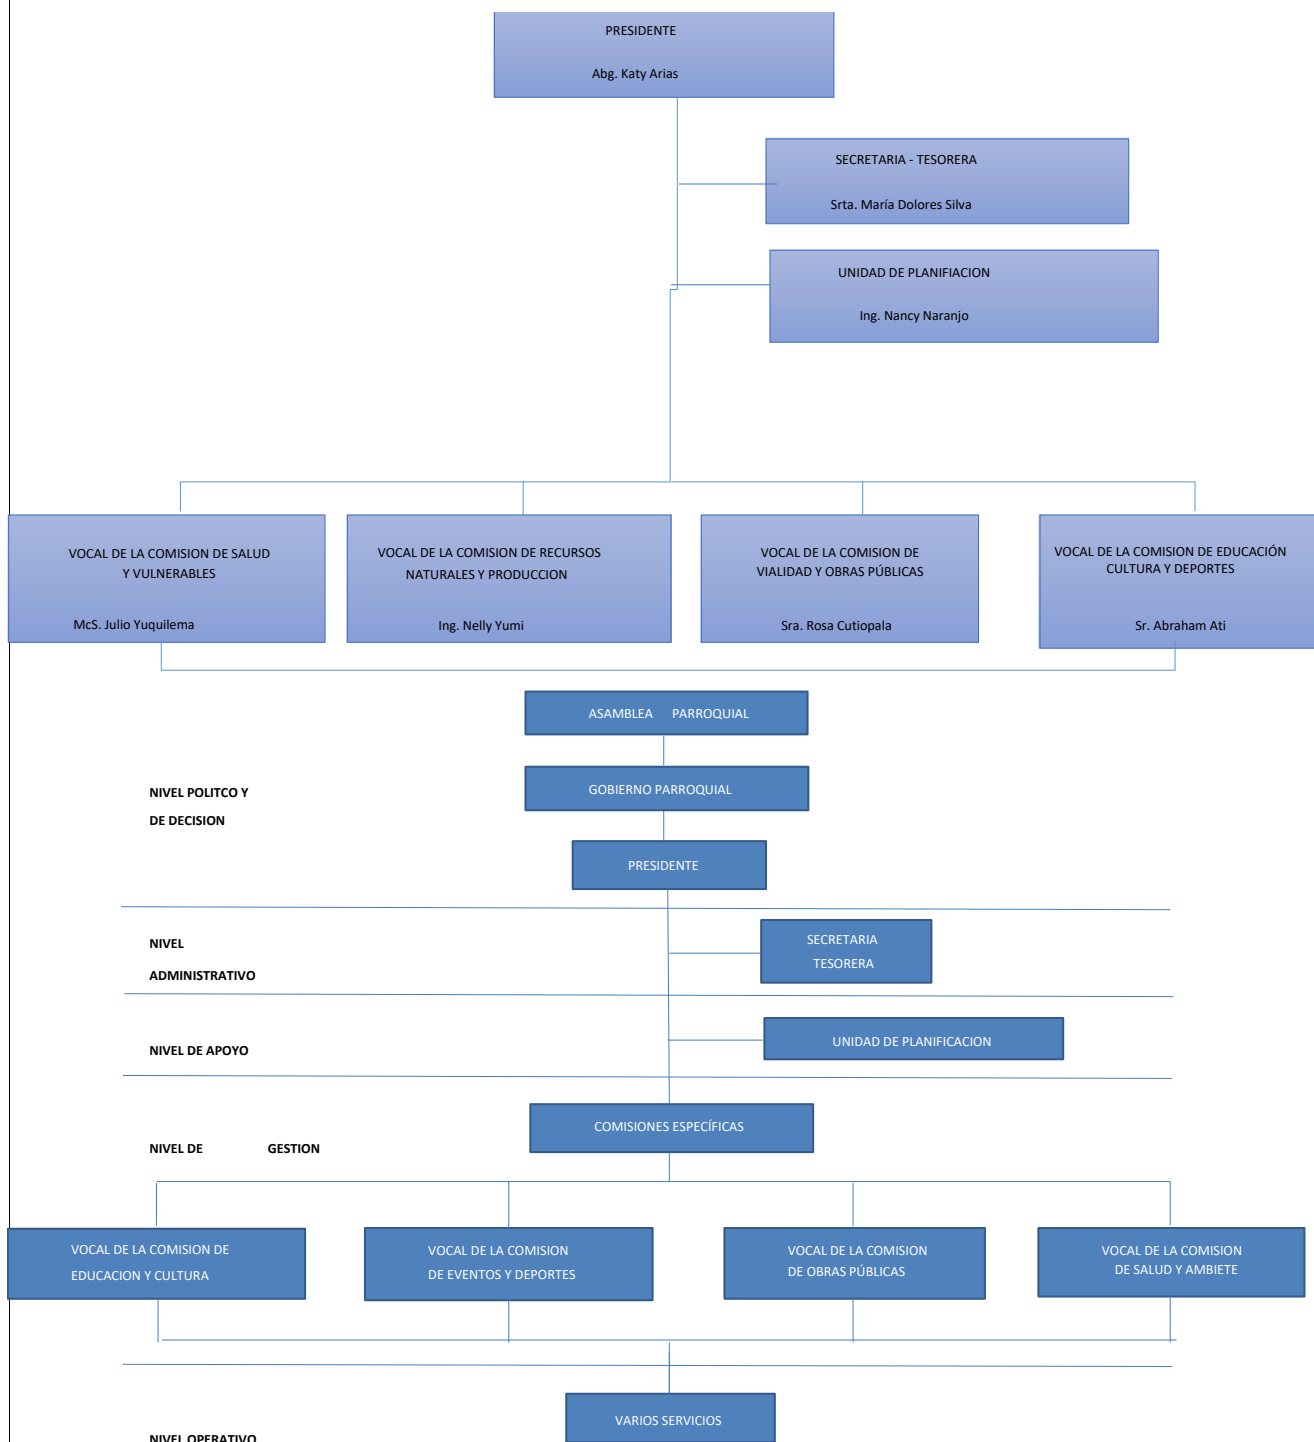 PRESIDENTE
Abg. Katy Arias
SECRETARIA - TESORERA
Srta. María Dolores Silva
UNIDAD DE PLANIFIACION
Ing. Nancy Naranjo
VOCAL DE LA COMISION DE SALUD
Y VULNERABLES
McS. Julio Yuquilema
VOCAL DE LA COMISION DE RECURSOS
NATURALES Y PRODUCCION
Ing. Nelly Yumi
VOCAL DE LA COMISION DE
VIALIDAD Y OBRAS PÚBLICAS
Sra. Rosa Cutiopala
VOCAL DE LA COMISION DE EDUCACIÓN
CULTURA Y DEPORTES
Sr. Abraham Ati
ASAMBLEA PARROQUIAL
NIVEL POLITCO Y
DE DECISION
GOBIERNO PARROQUIAL
PRESIDENTE
NIVEL
ADMINISTRATIVO
SECRETARIA
TESORERA
NIVEL DE APOYO
UNIDAD DE PLANIFICACION
COMISIONES ESPECÍFICAS
NIVEL DE GESTION
VOCAL DE LA COMISION DE
EDUCACION Y CULTURA
VOCAL DE LA COMISION
DE EVENTOS Y DEPORTES
VOCAL DE LA COMISION
DE OBRAS PÚBLICAS
VOCAL DE LA COMISION
DE SALUD Y AMBIETE
VARIOS SERVICIOS
NIVEL OPERATIVO